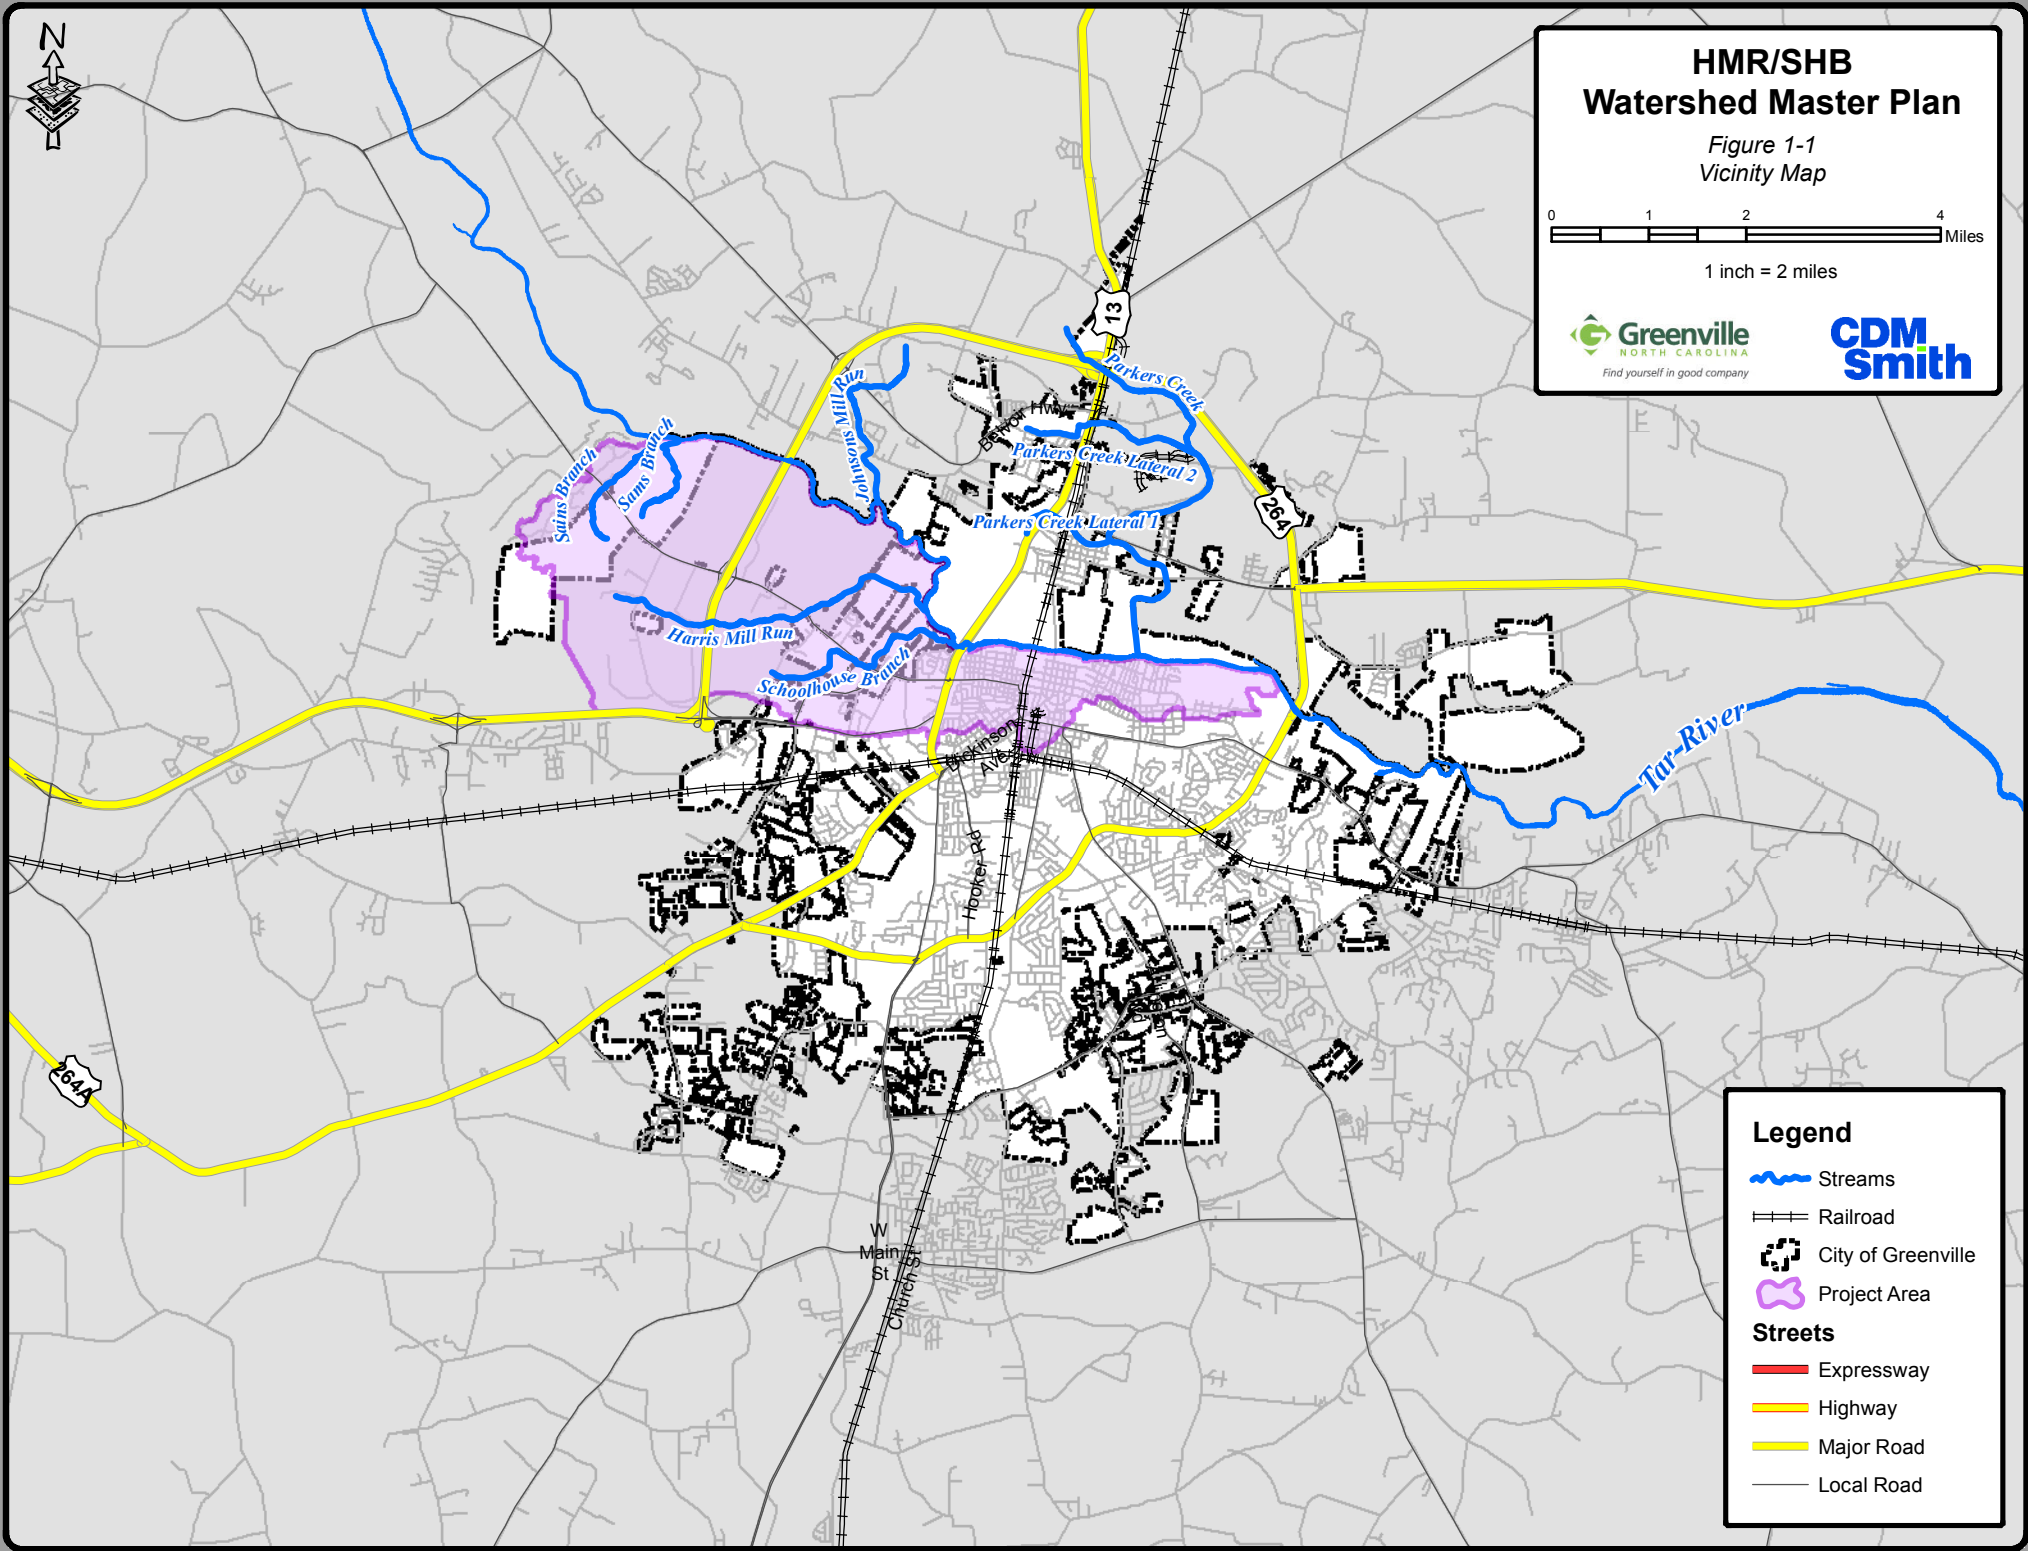 N
HMR/SHB
Watershed Master Plan
Figure 1-1
Vicinity Map
0 1 2 4
Miles
1 inch = 2 miles
Greenville
NORTH CAROLINA
Find yourself in good company
CDM
Smith
13
Parkers Creek
Johnsons Mill Run
Belvoir Hwy
Parkers Creek Lateral 2
Sains Branch
Sams Branch
264
Parkers Creek Lateral 1
Harris Mill Run
Schoolhouse Branch
Tar River
Dickinson
Ave
Hooker Rd
264A
W
Main
St
Church St
Legend
Streams
Railroad
City of Greenville
Project Area
Streets
Expressway
Highway
Major Road
Local Road